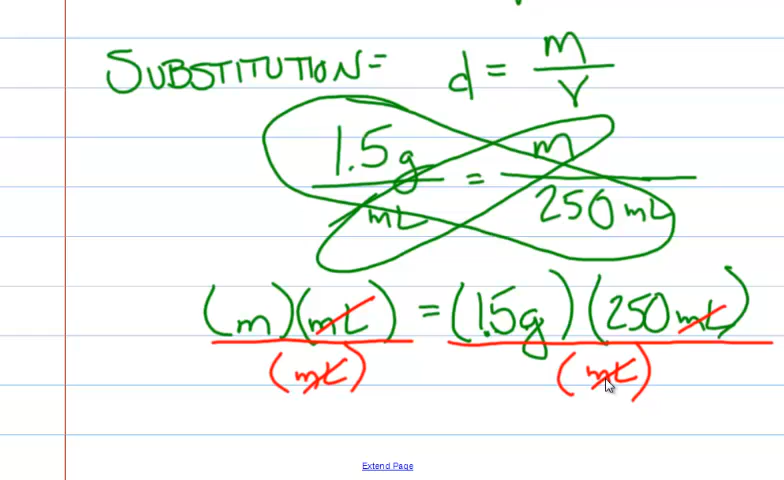 SUBSTITUTION= d = m/V
1.5g/mL = m/250 mL
(m)(mL) = (1.5g)(250 mL)
(mL) (mL)
Extend Page